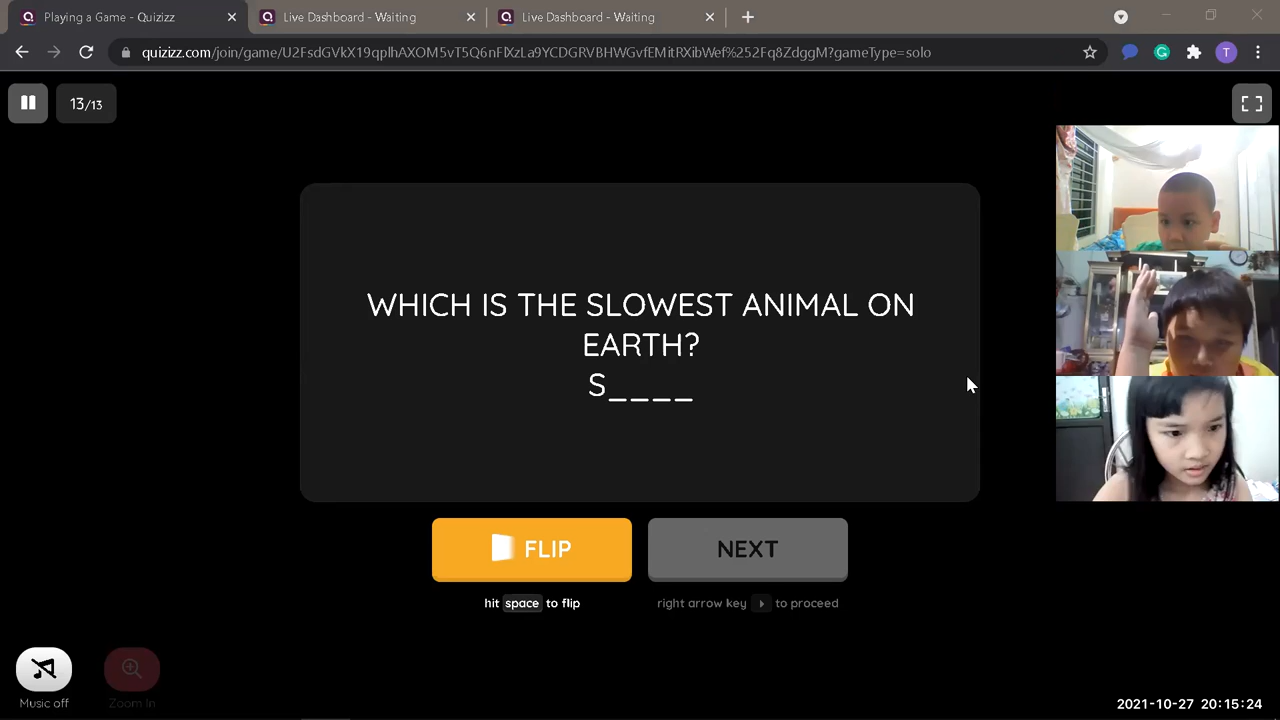 Playing a Game - Quizizz
Live Dashboard - Waiting
Live Dashboard - Waiting
quizizz.com/join/game/U2FsdGVkX19qplhAXOM5vT5Q6nFlXzLa9YCDGRVBHWGvfEMitRXibWef%252Fq8ZdggM?gameType=solo
T
13/13
WHICH IS THE SLOWEST ANIMAL ON
EARTH?
S____
FLIP
NEXT
hit space to flip
right arrow key to proceed
Music off
Zoom In
2021-10-27 20:15:24